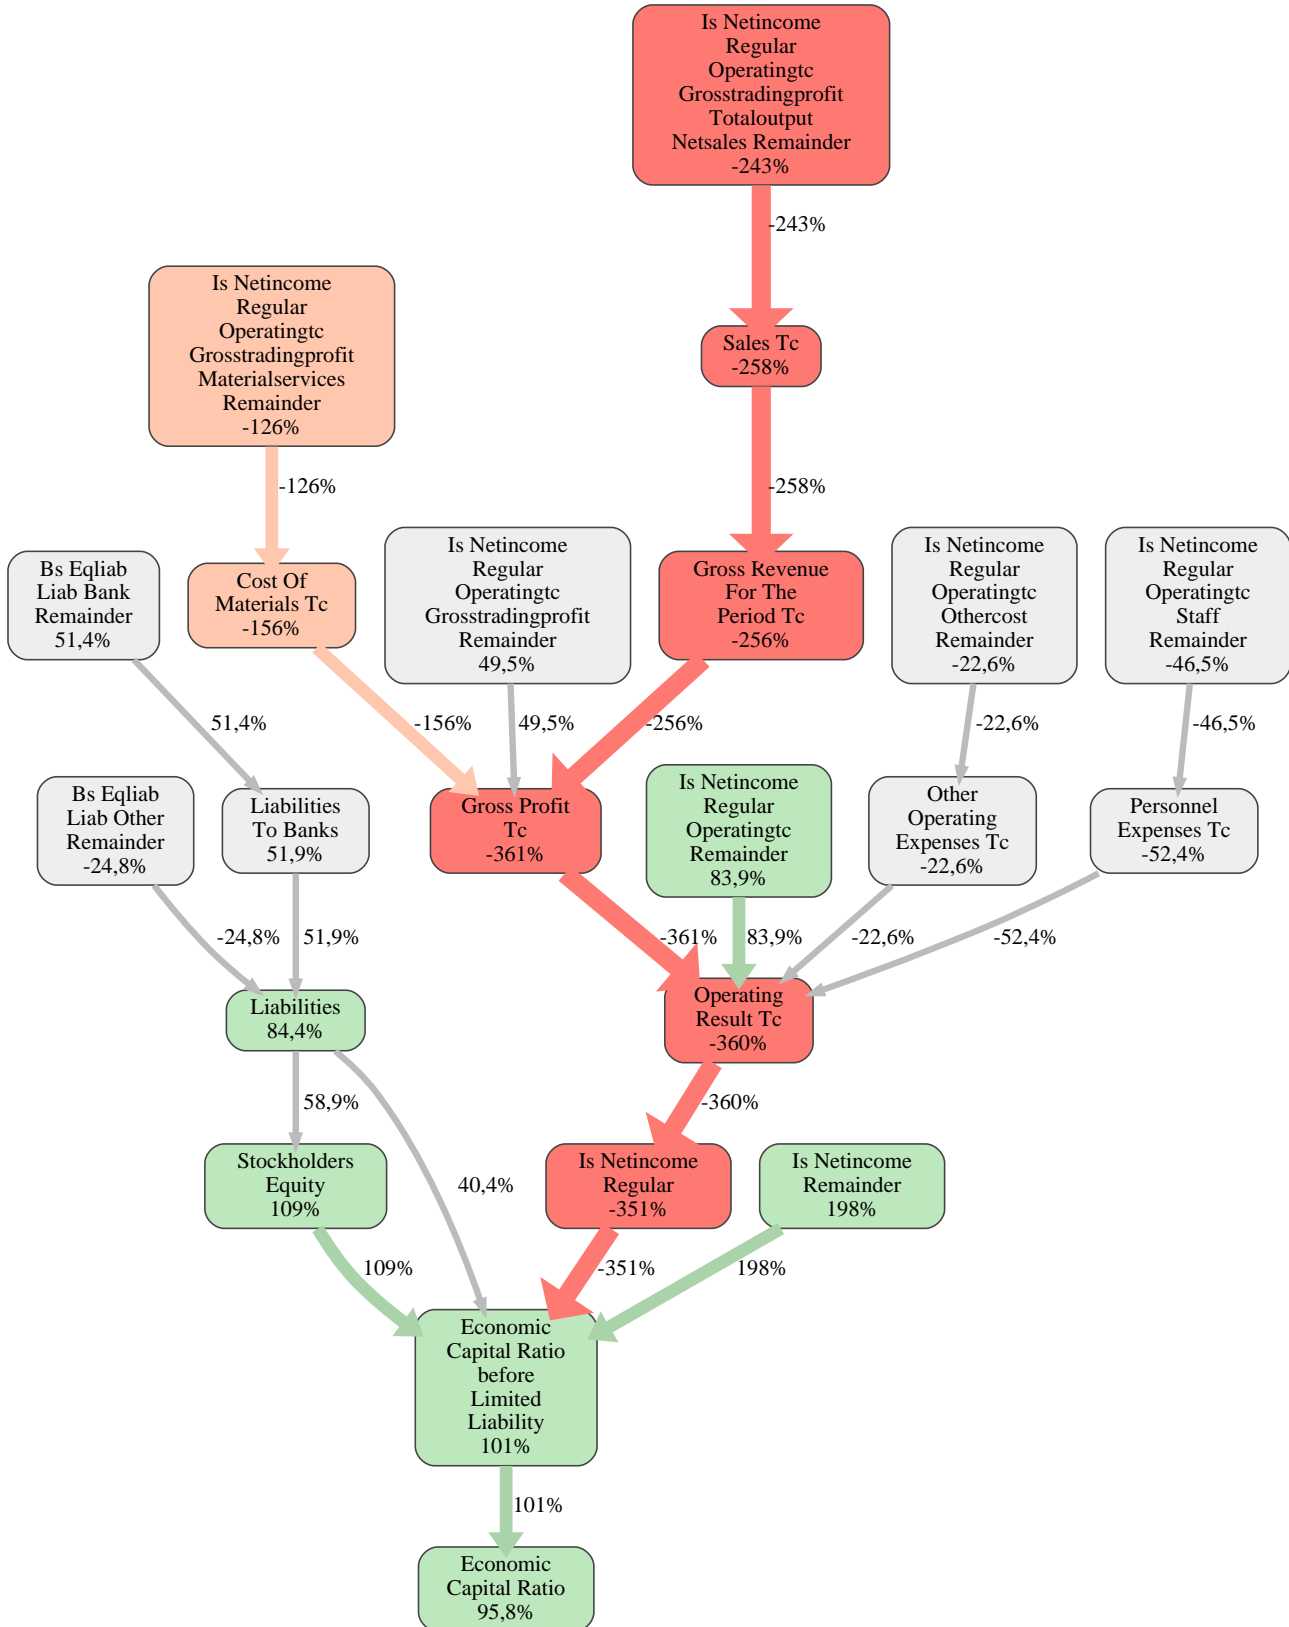 Is Netincome
Regular
Operatingtc
Grosstradingprofit
Totaloutput
Netsales Remainder
-243%
-243%
Is Netincome
Regular
Operatingtc
Grosstradingprofit
Materialservices
Remainder
-126%
Sales Tc
-258%
-126%
-258%
Bs Eqliab
Liab Bank
Remainder
51,4%
Cost Of
Materials Tc
-156%
Is Netincome
Regular
Operatingtc
Grosstradingprofit
Remainder
49,5%
Gross Revenue
For The
Period Tc
-256%
Is Netincome
Regular
Operatingtc
Othercost
Remainder
-22,6%
Is Netincome
Regular
Operatingtc
Staff
Remainder
-46,5%
51,4%
-156%
49,5%
-256%
-22,6%
-46,5%
Bs Eqliab
Liab Other
Remainder
-24,8%
Liabilities
To Banks
51,9%
Gross Profit
Tc
-361%
Is Netincome
Regular
Operatingtc
Remainder
83,9%
Other
Operating
Expenses Tc
-22,6%
Personnel
Expenses Tc
-52,4%
-24,8%
51,9%
-361%
83,9%
-22,6%
-52,4%
Liabilities
84,4%
Operating
Result Tc
-360%
58,9%
-360%
Stockholders
Equity
109%
40,4%
Is Netincome
Regular
-351%
Is Netincome
Remainder
198%
109%
-351%
198%
Economic
Capital Ratio
before
Limited
Liability
101%
101%
Economic
Capital Ratio
95,8%